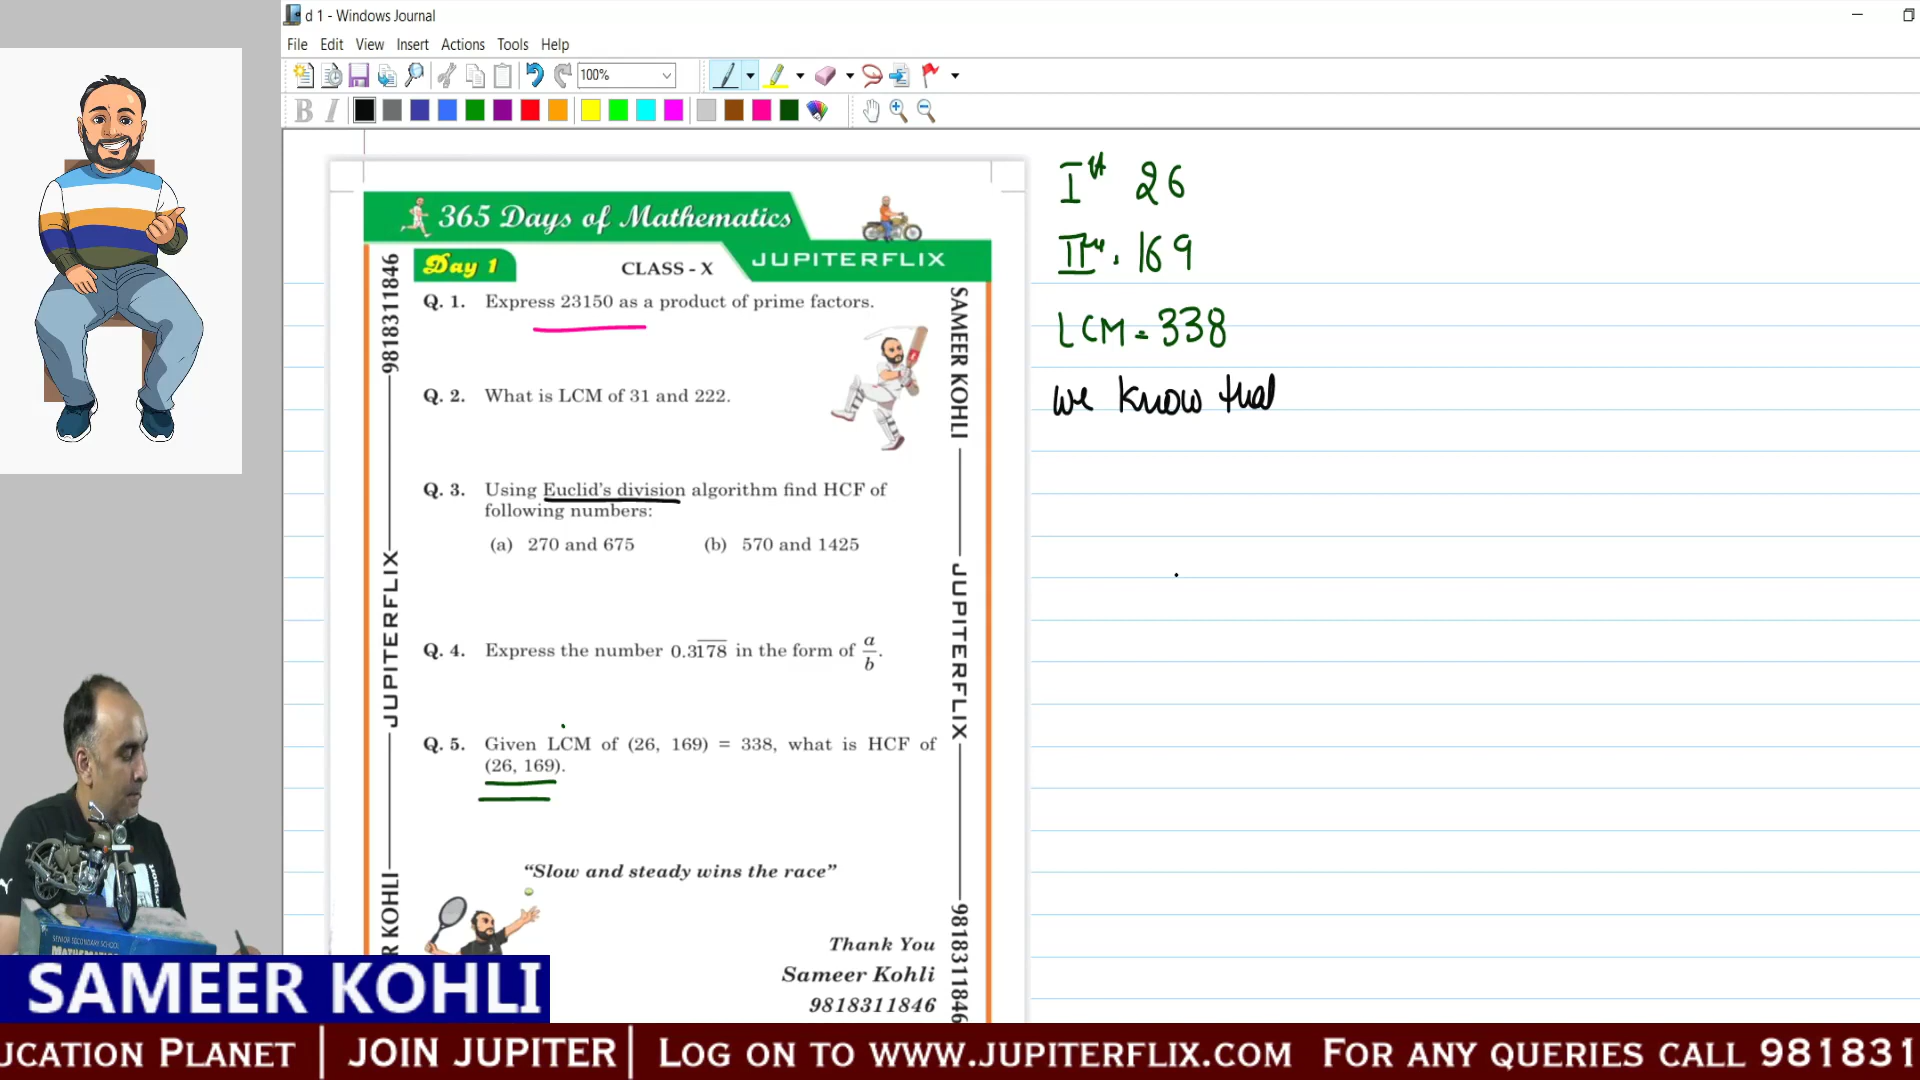 d 1 - Windows Journal
File Edit View Insert Actions Tools Help
100%
B I
365 Days of Mathematics
Day 1
CLASS - X
JUPITERFLIX
Q. 1. Express 23150 as a product of prime factors.
Q. 2. What is LCM of 31 and 222.
Q. 3. Using Euclid's division algorithm find HCF of
following numbers:
(a) 270 and 675 (b) 570 and 1425
Q. 4. Express the number 0.3\overline{178} in the form of a/b.
Q. 5. Given LCM of (26, 169) = 338, what is HCF of
(26, 169).
“Slow and steady wins the race”
Thank You
Sameer Kohli
9818311846
9818311846
JUPITERFLIX
R KOHLI
SAMEER KOHLI
JUPITERFLIX
9818311846
Ist 26
169
LCM = 338
we know that
SENIOR SECONDARY SCHOOL
SAMEER KOHLI
UCATION PLANET | JOIN JUPITER | LOG ON TO WWW.JUPITERFLIX.COM FOR ANY QUERIES CALL 981831